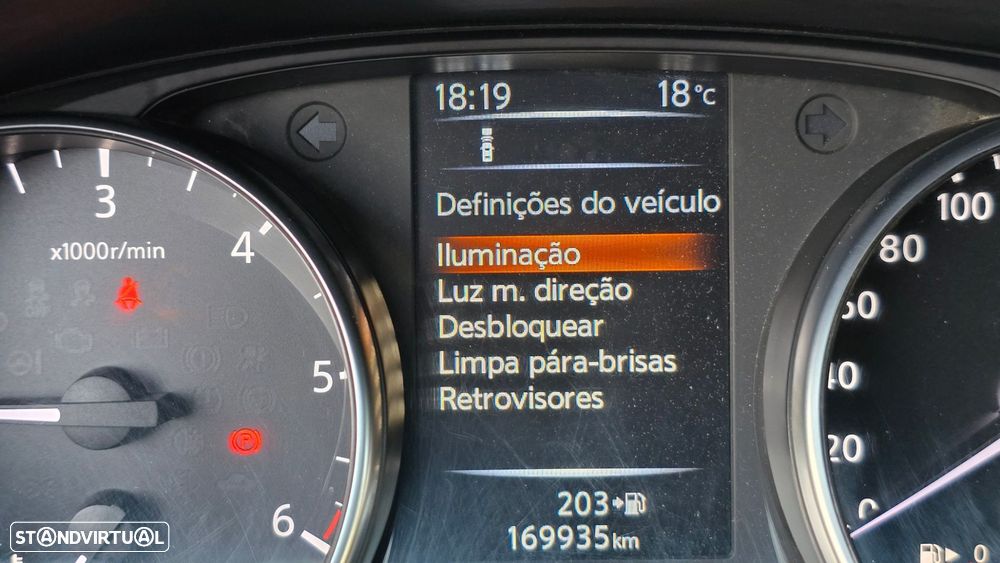 18:19 18°C
Definições do veículo
Iluminação
Luz m. direção
Desbloquear
Limpa pára-brisas
Retrovisores
203
169935km
3
4
x1000r/min
5
6
P
100
80
60
40
20
0
0
STANDVIRTUAL